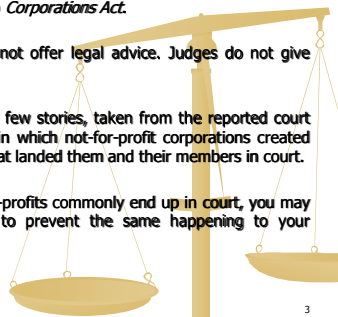 Corporations Act.
not offer legal advice. Judges do not give
few stories, taken from the reported court
in which not-for-profit corporations created
at landed them and their members in court.
-profits commonly end up in court, you may
to prevent the same happening to your
3